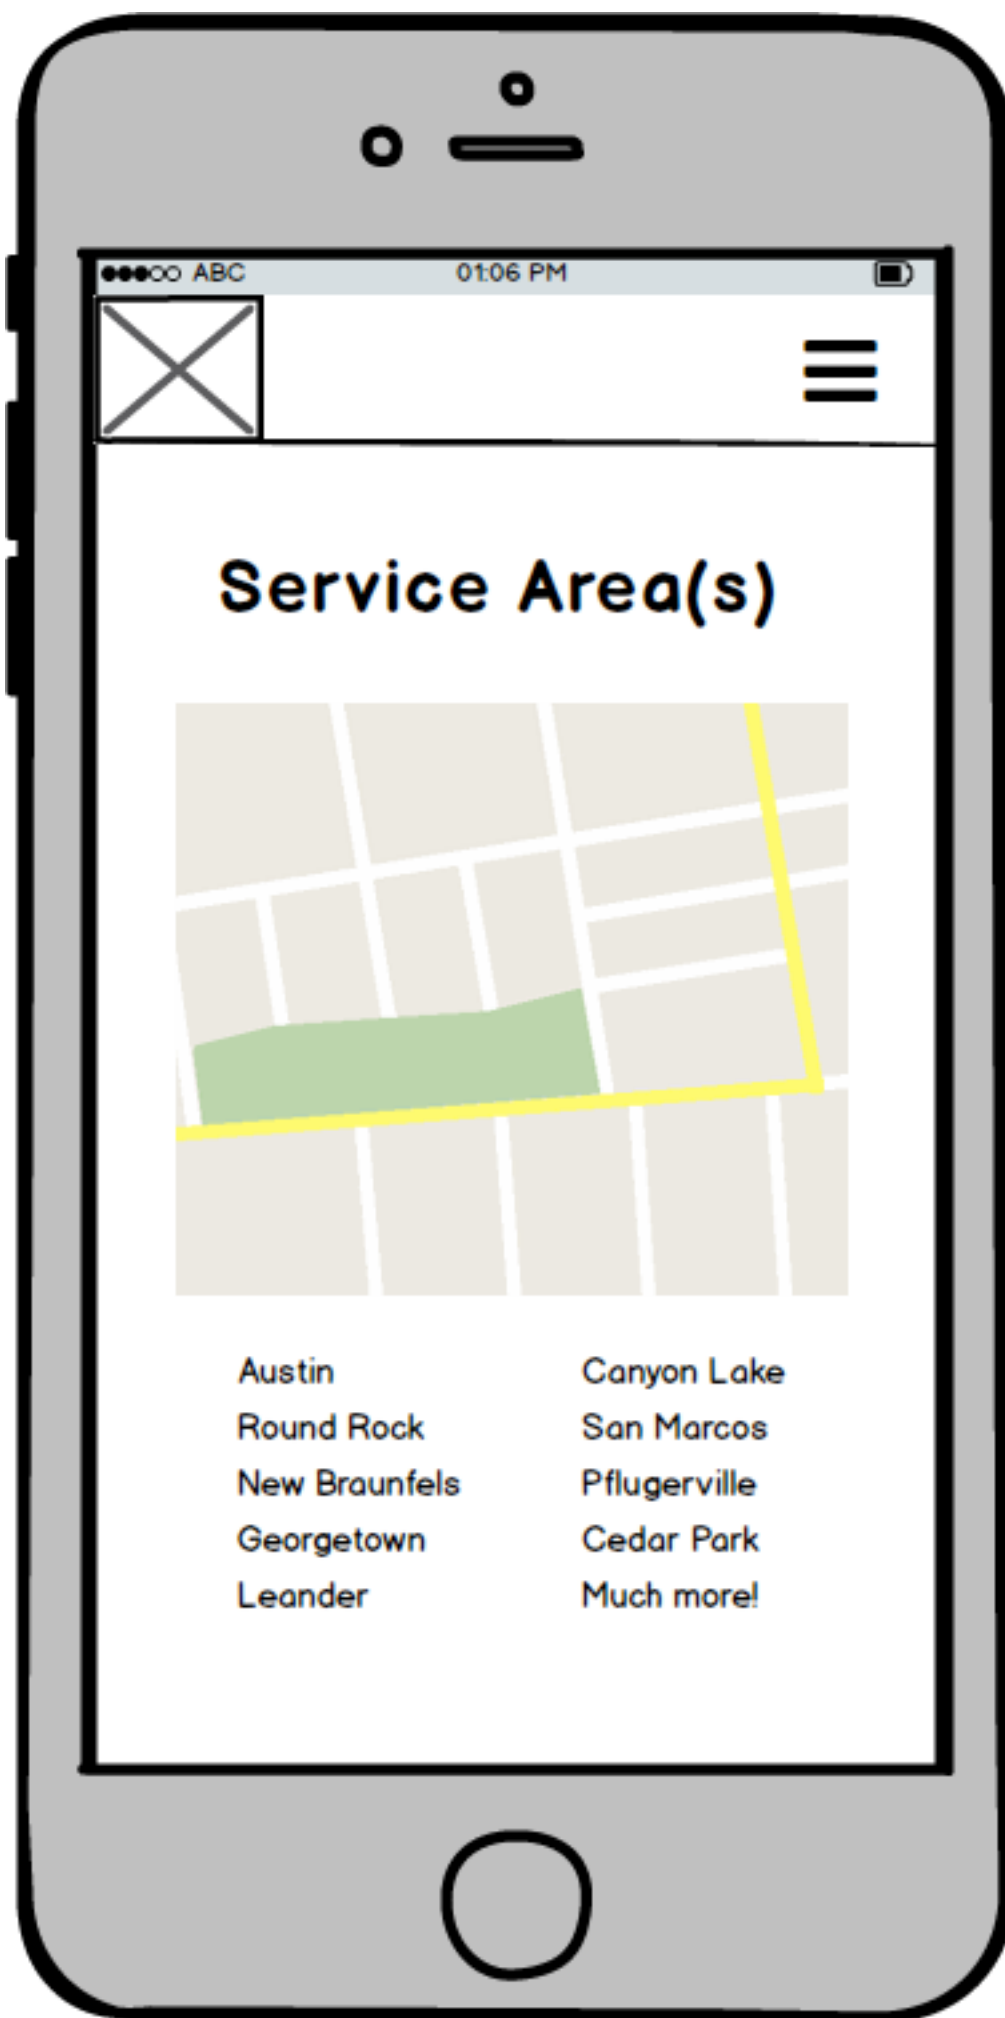 ABC 01:06 PM
Service Area(s)
Austin
Round Rock
New Braunfels
Georgetown
Leander
Canyon Lake
San Marcos
Pflugerville
Cedar Park
Much more!